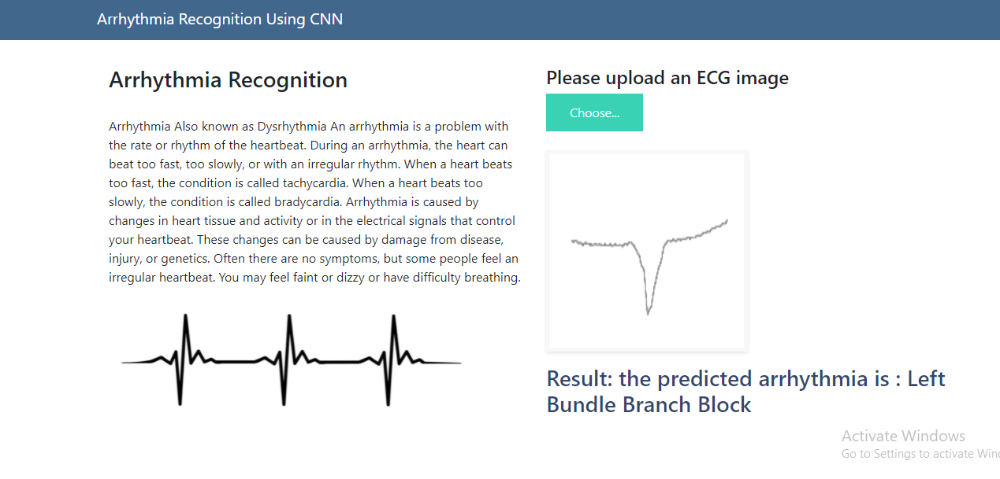 Arrhythmia Recognition Using CNN
Arrhythmia Recognition
Arrhythmia Also known as Dysrhythmia An arrhythmia is a problem with
the rate or rhythm of the heartbeat. During an arrhythmia, the heart can
beat too fast, too slowly, or with an irregular rhythm. When a heart beats
too fast, the condition is called tachycardia. When a heart beats too
slowly, the condition is called bradycardia. Arrhythmia is caused by
changes in heart tissue and activity or in the electrical signals that control
your heartbeat. These changes can be caused by damage from disease,
injury, or genetics. Often there are no symptoms, but some people feel an
irregular heartbeat. You may feel faint or dizzy or have difficulty breathing.
Please upload an ECG image
Choose...
Result: the predicted arrhythmia is : Left
Bundle Branch Block
Activate Windows
Go to Settings to activate Win